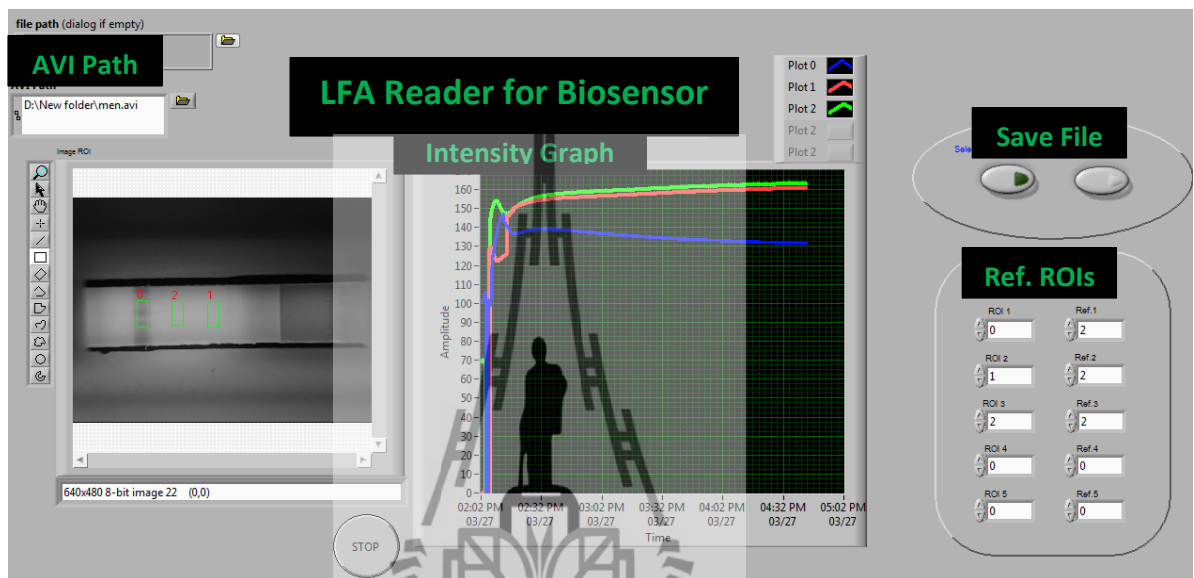 file path (dialog if empty)
AVI Path
D:\New folder\men.avi
LFA Reader for Biosensor
Plot 0
Plot 1
Plot 2
Plot 2
Plot 2
Save File
Image ROI
0
2
1
640x480 8-bit image 22 (0,0)
STOP
Intensity Graph
Amplitude
170
160
150
140
130
120
110
100
90
80
70
60
50
40
30
20
10
0
02:02 PM 02:32 PM 03:02 PM 03:32 PM 04:02 PM 04:32 PM 05:02 PM
03/27 03/27 03/27 03/27 03/27 03/27 03/27
Time
Ref. ROIs
ROI 1 Ref.1
0 2
ROI 2 Ref.2
1 2
ROI 3 Ref.3
2 2
ROI 4 Ref.4
0 0
ROI 5 Ref.5
0 0